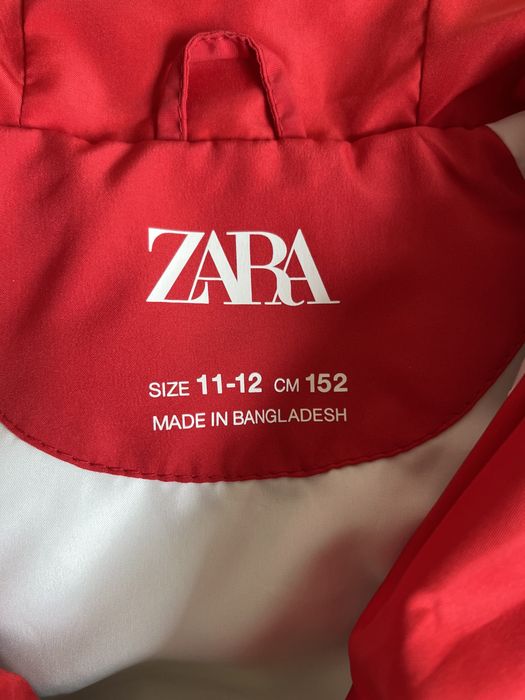 ZARA
SIZE 11-12 CM 152
MADE IN BANGLADESH